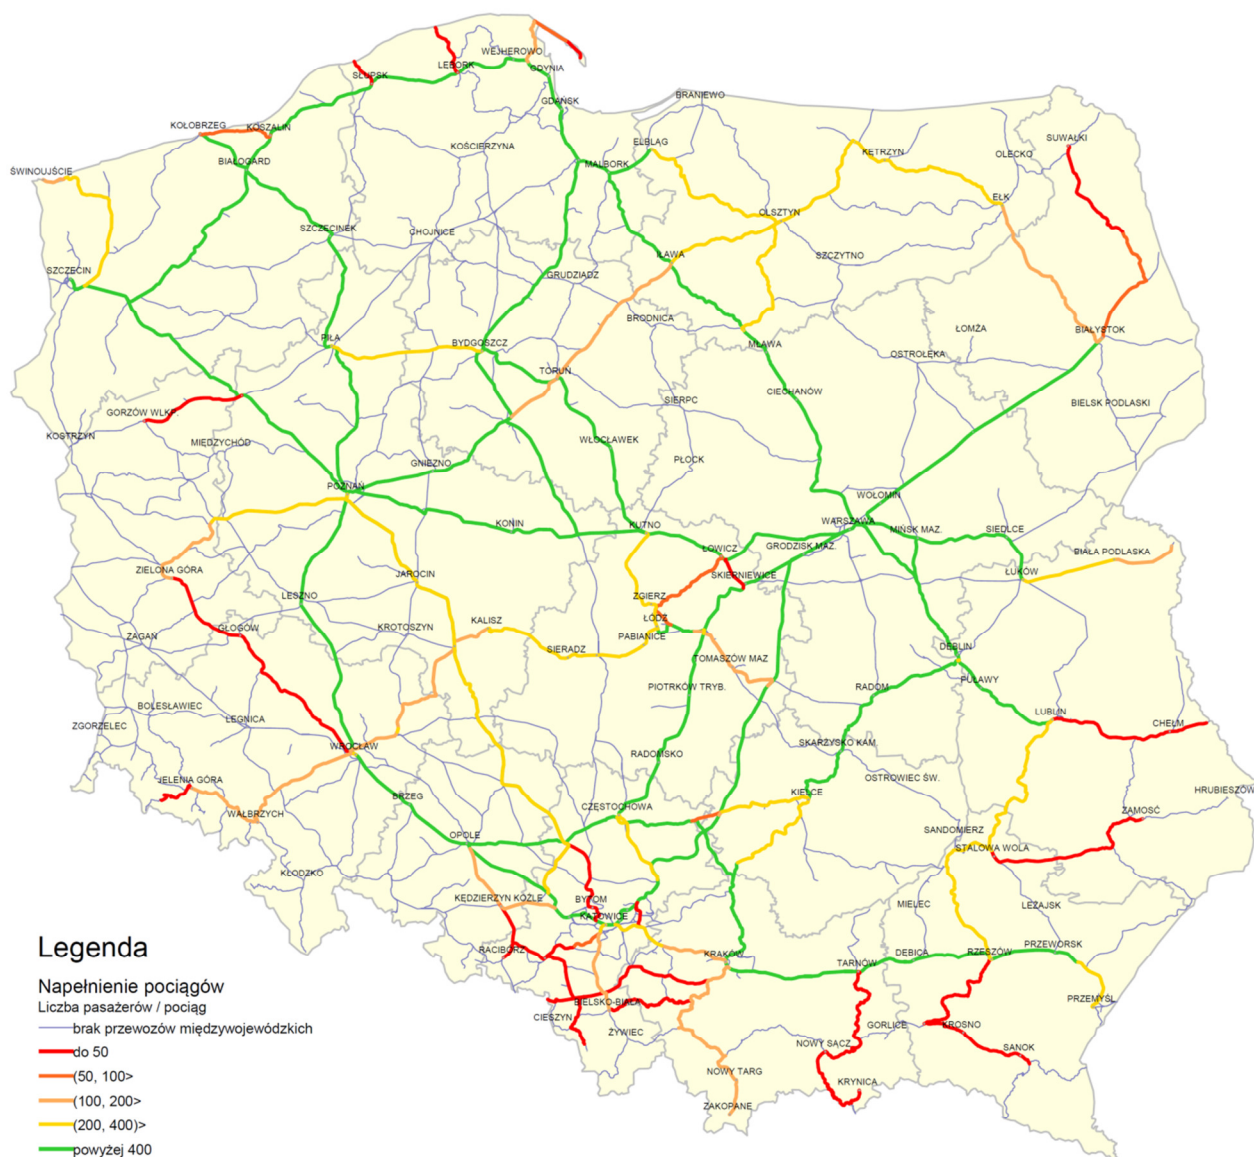 WEJHEROWO
SŁUPSK
LĘBORK
GDYNIA
GDAŃSK
BRANIEWO
KOŁOBRZEG
KOSZALIN
SUWAŁKI
KOŚCIERZYNA
ELBLĄG
KĘTRZYN
OLECKO
BIAŁOGARD
MALBORK
ŚWINOUJŚCIE
EŁK
OLSZTYN
SZCZECINEK
CHOJNICE
IŁAWA
SZCZYTNO
SZCZECIN
GRUDZIĄDZ
BRODNICA
BIAŁYSTOK
ŁOMŻA
PIŁA
BYDGOSZCZ
MŁAWA
OSTROŁĘKA
TORUŃ
CIECHANÓW
SIERPC
BIELSK PODLASKI
GORZÓW WLKP.
KOSTRZYN
MIĘDZYCHÓD
WŁOCŁAWEK
PŁOCK
GNIEZNO
POZNAŃ
WOŁOMIN
KONIN
KUTNO
WARSZAWA
MIŃSK MAZ.
SIEDLCE
ŁOWICZ
GRODZISK MAZ.
BIAŁA PODLASKA
ZIELONA GÓRA
JAROCIN
SKIERNIEWICE
ŁUKÓW
LESZNO
ZGIERZ
ŁÓDŹ
KALISZ
GŁOGÓW
KROTOSZYN
ŻAGAŃ
PABIANICE
SIERADZ
DĘBLIN
TOMASZÓW MAZ
PUŁAWY
PIOTRKÓW TRYB.
RADOM
BOLESŁAWIEC
LUBLIN
ZGORZELEC
LEGNICA
CHEŁM
WROCŁAW
SKARŻYSKO KAM
RADOMSKO
JELENIA GÓRA
OSTROWIEC ŚW.
HRUBIESZÓW
BRZEG
KIELCE
WAŁBRZYCH
CZĘSTOCHOWA
ZAMOŚĆ
OPOLE
SANDOMIERZ
STALOWA WOLA
KŁODZKO
KĘDZIERZYN KOŹLE
BYTOM
MIELEC
LEŻAJSK
KATOWICE
RACIBÓRZ
KRAKÓW
TARNÓW
DĘBICA
RZESZÓW
PRZEWORSK
BIELSKO-BIAŁA
PRZEMYŚL
CIESZYN
ŻYWIEC
GORLICE
KROSNO
NOWY SĄCZ
SANOK
NOWY TARG
KRYNICA
ZAKOPANE
Legenda
Napełnienie pociągów
Liczba pasażerów / pociąg
brak przewozów międzywojewódzkich
do 50
(50, 100>
(100, 200>
(200, 400)>
powyżej 400